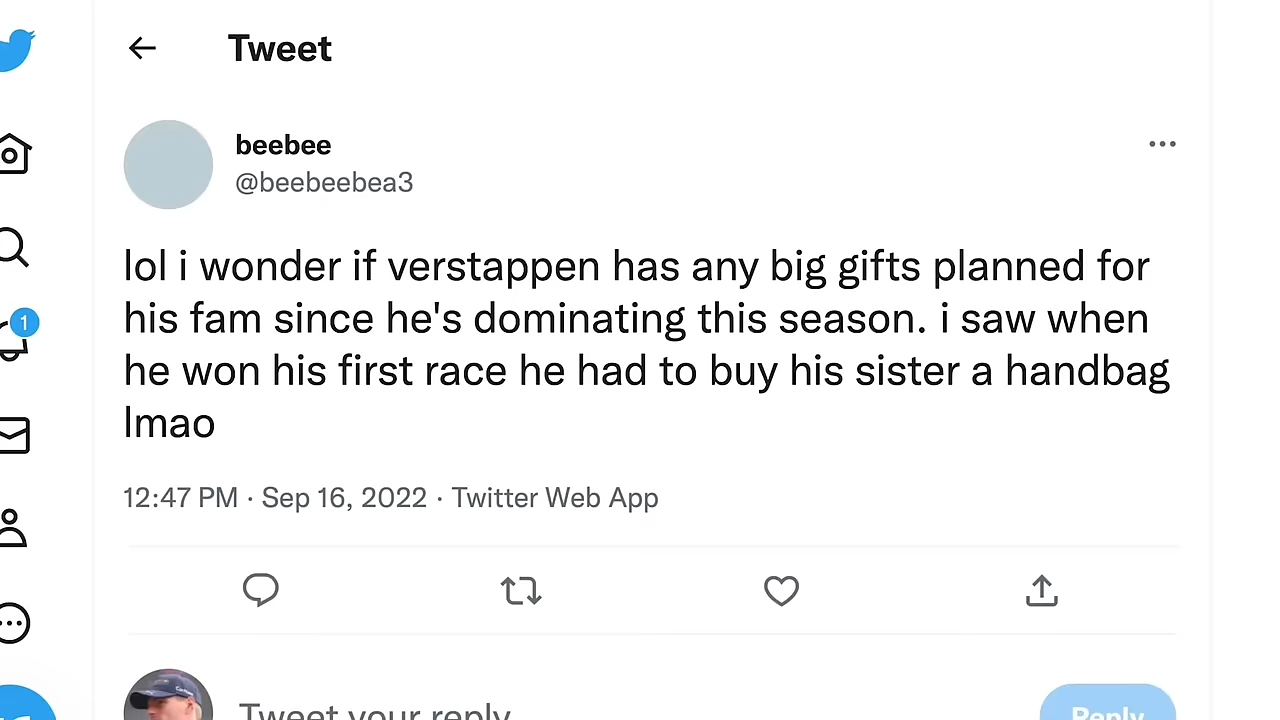 Tweet
beebee
@beebeebea3
lol i wonder if verstappen has any big gifts planned for
his fam since he's dominating this season. i saw when
he won his first race he had to buy his sister a handbag
lmao
12:47 PM · Sep 16, 2022 · Twitter Web App
1
Tweet your reply
Reply